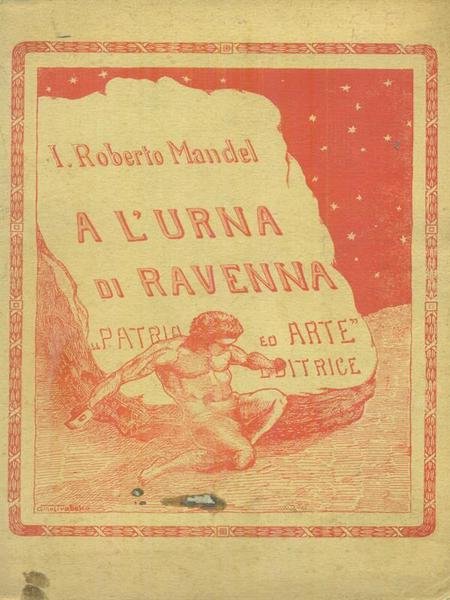 I. Roberto Mandel
A L'URNA
DI RAVENNA
„PATRIA ED ARTE”
EDITRICE